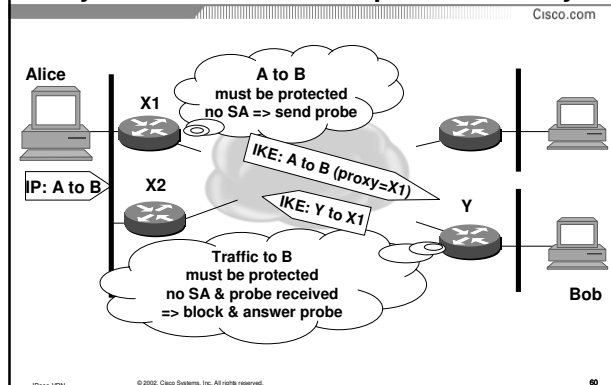 Cisco.com
Alice
A to B
must be protected
no SA => send probe
X1
IKE: A to B (proxy=X1)
IP: A to B
X2
IKE: Y to X1
Y
Traffic to B
must be protected
no SA & probe received
=> block & answer probe
Bob
© 2002, Cisco Systems, Inc. All rights reserved.
60